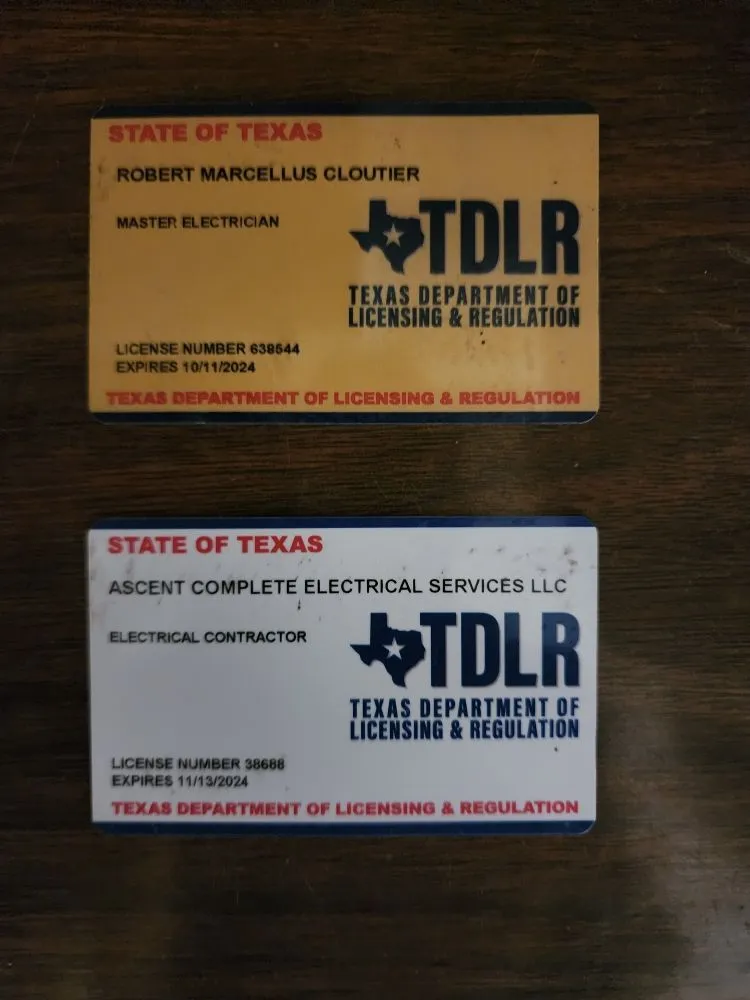 STATE OF TEXAS
ROBERT MARCELLUS CLOUTIER
MASTER ELECTRICIAN
TDLR
TEXAS DEPARTMENT OF
LICENSING & REGULATION
LICENSE NUMBER 638544
EXPIRES 10/11/2024
TEXAS DEPARTMENT OF LICENSING & REGULATION
STATE OF TEXAS
ASCENT COMPLETE ELECTRICAL SERVICES LLC
ELECTRICAL CONTRACTOR
TDLR
TEXAS DEPARTMENT OF
LICENSING & REGULATION
LICENSE NUMBER 38688
EXPIRES 11/13/2024
TEXAS DEPARTMENT OF LICENSING & REGULATION